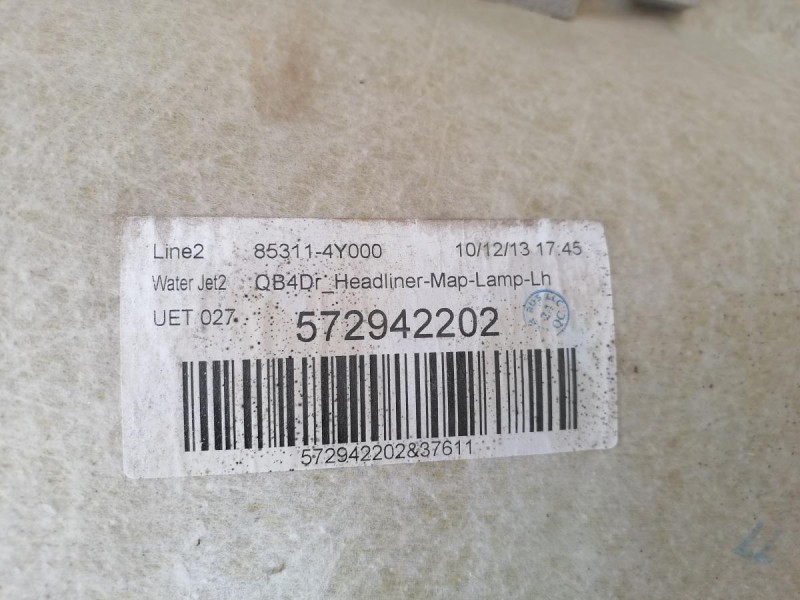 Line2 85311-4Y000 10/12/13 17:45
Water Jet2 QB4Dr_Headliner-Map-Lamp-Lh
UET 027 572942202
572942202&37611